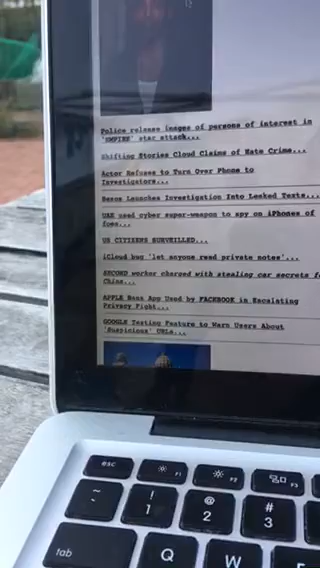 Police release images of persons of interest in
'EMPIRE' star attack...
Shifting Stories Cloud Claims of Hate Crime...
Actor Refuses to Turn Over Phone to
Investigators...
Bezos Launches Investigation Into Leaked Texts...
UAE used cyber super-weapon to spy on iPhones of
foes...
US CITIZENS SURVEILLED...
iCloud bug 'let anyone read private notes'...
SECOND worker charged with stealing car secrets f
China...
APPLE Bans App Used by FACEBOOK in Escalating
Privacy Fight...
GOOGLE Testing Feature to Warn Users About
'Suspicious' URLs...
esc F1 F2 F3
~ ! @ #
` 1 2 3
tab Q W E